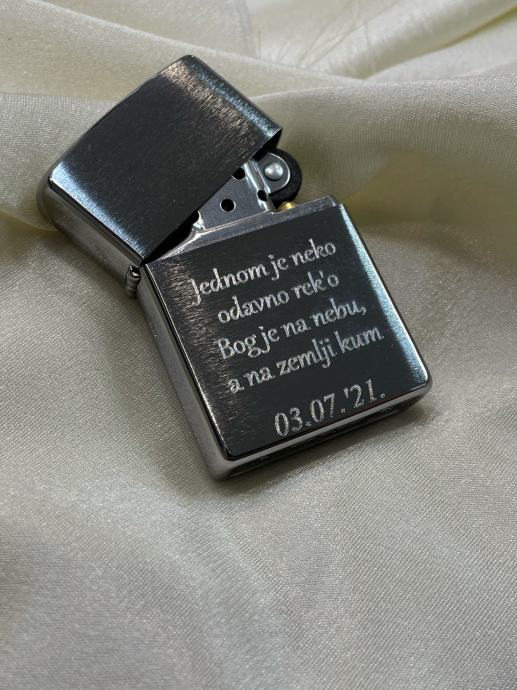 Jednom je neko
odavno rek'o
Bog je na nebu,
a na zemlji kum
03.07.'21.